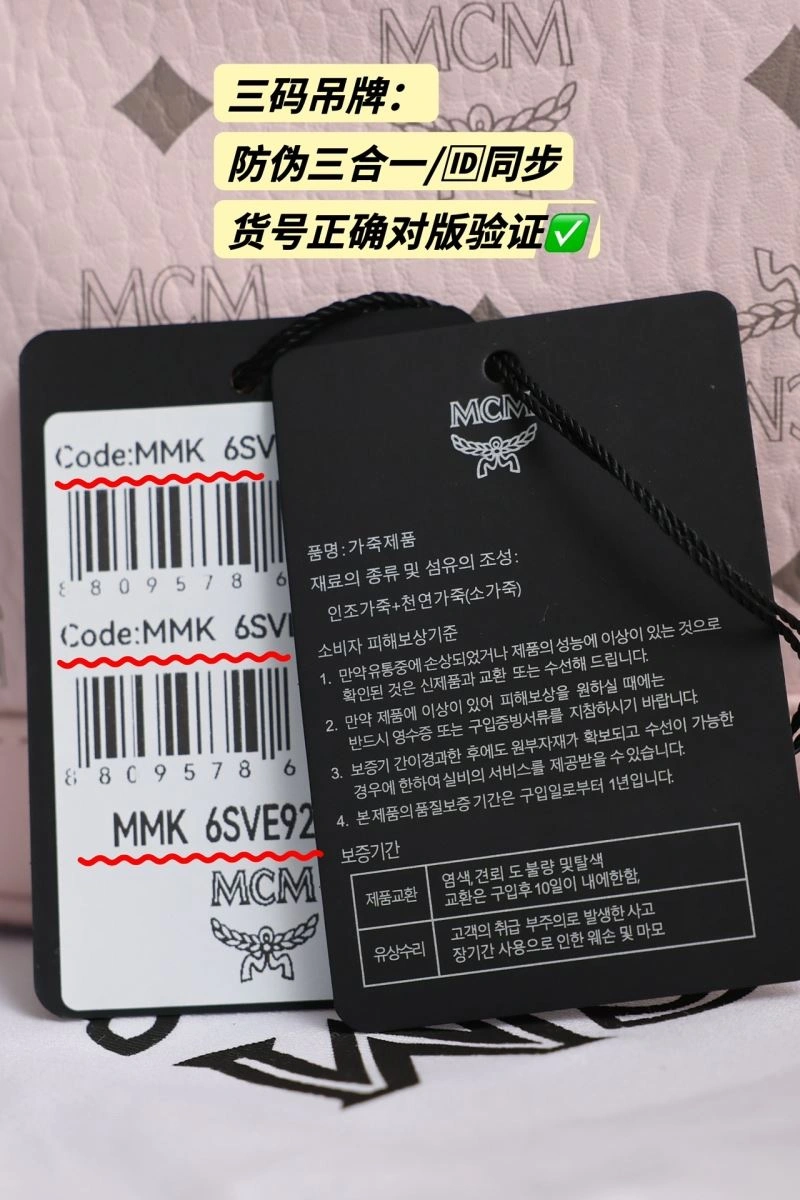 MCM
三码吊牌：
防伪三合一/🆔同步
货号正确对版验证✅
MCM
Code:MMK 6SV
8 809578 6
Code:MMK 6SV
8 809578 6
MMK 6SVE92
MCM
MCM
품명:가죽제품
재료의 종류 및 섬유의 조성:
인조가죽+천연가죽(소가죽)
소비자 피해보상기준
1. 만약유통중에 손상되었거나 제품의 성능에 이상이 있는 것으로
확인된 것은 신제품과 교환 또는 수선해 드립니다.
2. 만약 제품에 이상이 있어 피해보상을 원하실 때에는
반드시 영수증 또는 구입증빙서류를 지참하시기 바랍니다.
3. 보증기 간이경과한 후에도 원부자재가 확보되고 수선이 가능한
경우에 한하여 실비의 서비스를 제공받을 수 있습니다.
4. 본제품의 품질보증 기간은 구입일로부터 1년입니다.
보증기간
제품교환
염색,견뢰 도 불량 및탈색
교환은 구입후 10일이 내에한함,
유상수리
고객의 취급 부주의로 발생한 사고
장기간 사용으로 인한 훼손 및 마모